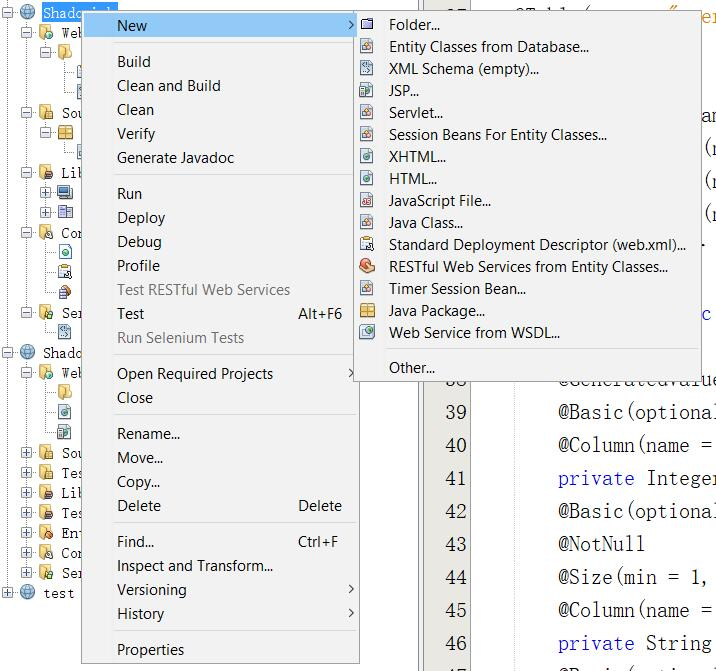 New
Build
Clean and Build
Clean
Verify
Generate Javadoc
Run
Deploy
Debug
Profile
Test RESTful Web Services
Test Alt+F6
Run Selenium Tests
Open Required Projects
Close
Rename...
Move...
Copy...
Delete Delete
Find... Ctrl+F
Inspect and Transform...
Versioning
History
Properties
Folder...
Entity Classes from Database...
XML Schema (empty)...
JSP...
Servlet...
Session Beans For Entity Classes...
XHTML...
HTML...
JavaScript File...
Java Class...
Standard Deployment Descriptor (web.xml)...
RESTful Web Services from Entity Classes...
Timer Session Bean...
Java Package...
Web Service from WSDL...
Other...
Web
Sou
Lib
Con
Ser
Shado
Web
Sou
Tes
Lib
Tes
Ent
Con
Ser
test
39 @Basic(optional
40 @Column(name =
41 private Integer
42 @Basic(optional
43 @NotNull
44 @Size(min = 1,
45 @Column(name =
46 private String